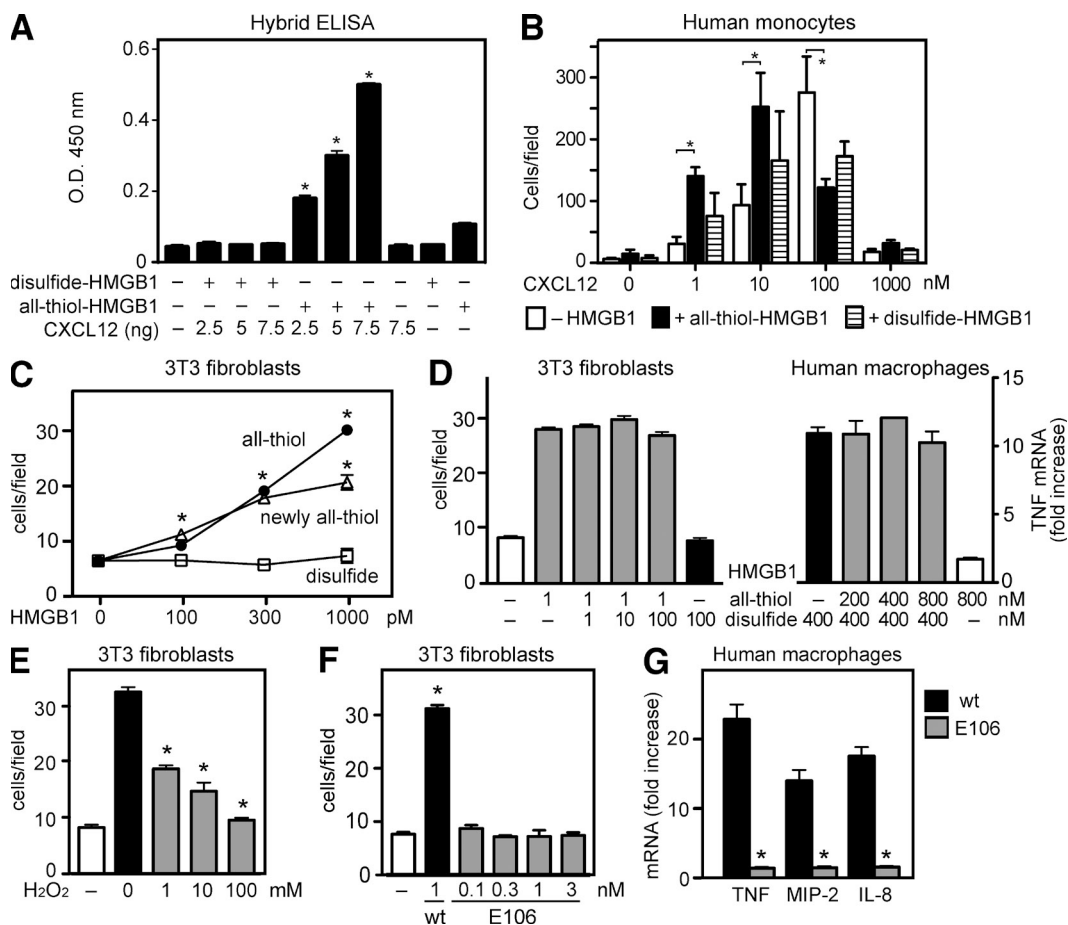 A
Hybrid ELISA
0.6
0.4
0.2
0
O.D. 450 nm
* * *
disulfide-HMGB1 – + + + – – – – + –
all-thiol-HMGB1 – – – – + + + – – +
CXCL12 (ng) – 2.5 5 7.5 2.5 5 7.5 7.5 – –
B
Human monocytes
300
200
100
0
Cells/field
* * *
CXCL12 0 1 10 100 1000 nM
– HMGB1 + all-thiol-HMGB1 + disulfide-HMGB1
C
3T3 fibroblasts
30
20
10
0
cells/field
all-thiol
newly all-thiol
disulfide
* * * *
HMGB1 0 100 300 1000 pM
D
3T3 fibroblasts
30
20
10
0
cells/field
Human macrophages
15
10
5
0
TNF mRNA
(fold increase)
HMGB1
all-thiol – 1 1 1 1 – – 200 400 800 800 nM
disulfide – – 1 10 100 100 400 400 400 400 – nM
E
3T3 fibroblasts
30
20
10
0
cells/field
* * *
H2O2 – 0 1 10 100 mM
F
3T3 fibroblasts
30
20
10
0
cells/field
*
– 1 0.1 0.3 1 3 nM
wt E106
G
Human macrophages
20
10
0
mRNA (fold increase)
* * *
TNF MIP-2 IL-8
wt
E106